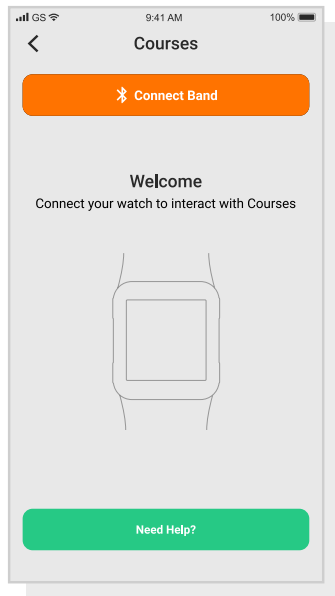 GS 9:41 AM 100%
Courses
Connect Band
Welcome
Connect your watch to interact with Courses
Need Help?